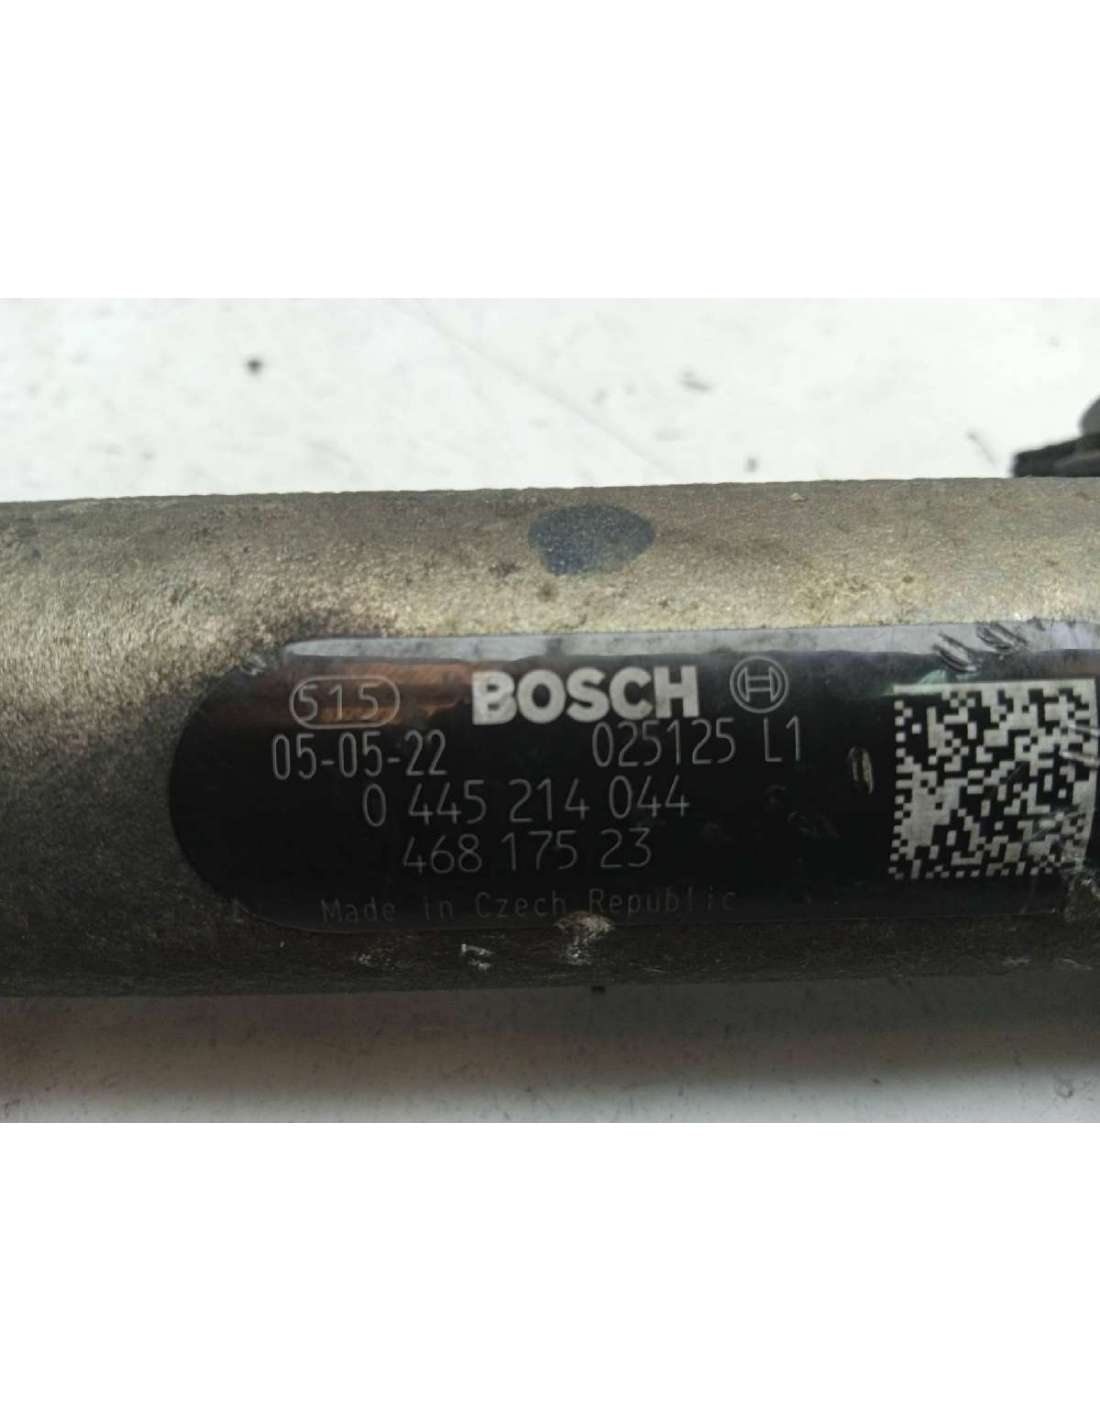 515 BOSCH
05-05-22 025125 L1
0 445 214 044
468 175 23
Made in Czech Republic